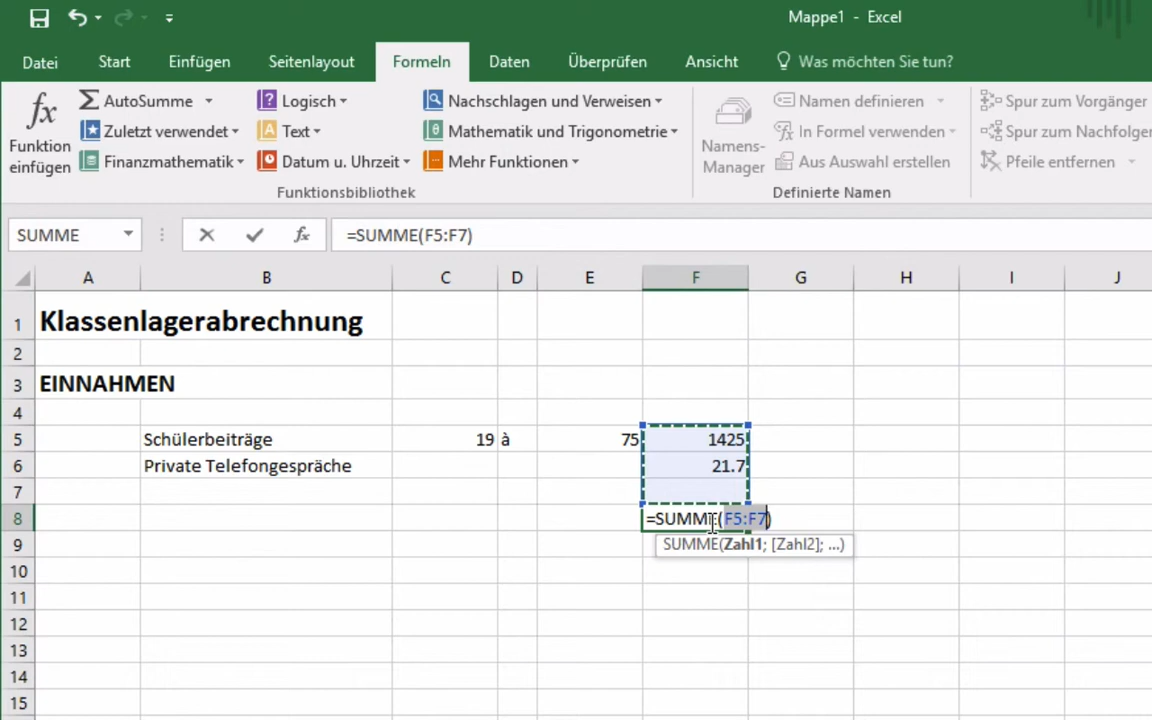 Mappe1 - Excel
Datei Start Einfügen Seitenlayout Formeln Daten Überprüfen Ansicht Was möchten Sie tun?
fx Funktion einfügen
AutoSumme
Zuletzt verwendet
Finanzmathematik
Logisch
Text
Datum u. Uhrzeit
Nachschlagen und Verweisen
Mathematik und Trigonometrie
Mehr Funktionen
Funktionsbibliothek
Namens-
Manager
Namen definieren
In Formel verwenden
Aus Auswahl erstellen
Definierte Namen
Spur zum Vorgänger
Spur zum Nachfolger
Pfeile entfernen
SUMME fx =SUMME(F5:F7)
A B C D E F G H I J
1 Klassenlagerabrechnung
2
3 EINNAHMEN
4
5 Schülerbeiträge 19 à 75 1425
6 Private Telefongespräche 21.7
7
8 =SUMME(F5:F7)
SUMME(Zahl1; [Zahl2]; ...)
9
10
11
12
13
14
15